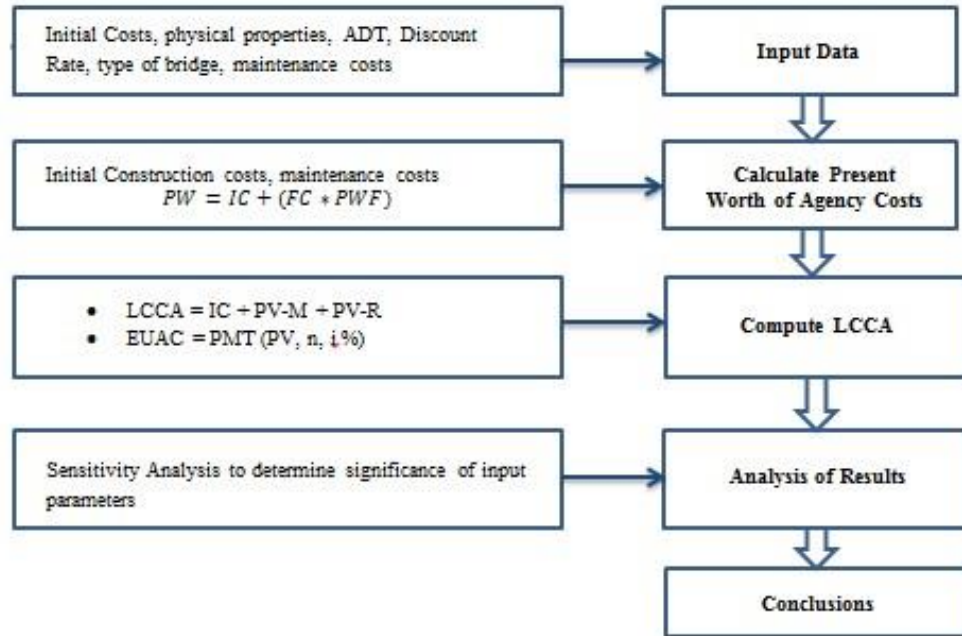 Initial Costs, physical properties, ADT, Discount
Rate, type of bridge, maintenance costs
Input Data
Initial Construction costs, maintenance costs
PW = IC + (FC * PWF)
Calculate Present
Worth of Agency Costs
• LCCA = IC + PV-M + PV-R
• EUAC = PMT (PV, n, i%)
Compute LCCA
Sensitivity Analysis to determine significance of input
parameters
Analysis of Results
Conclusions